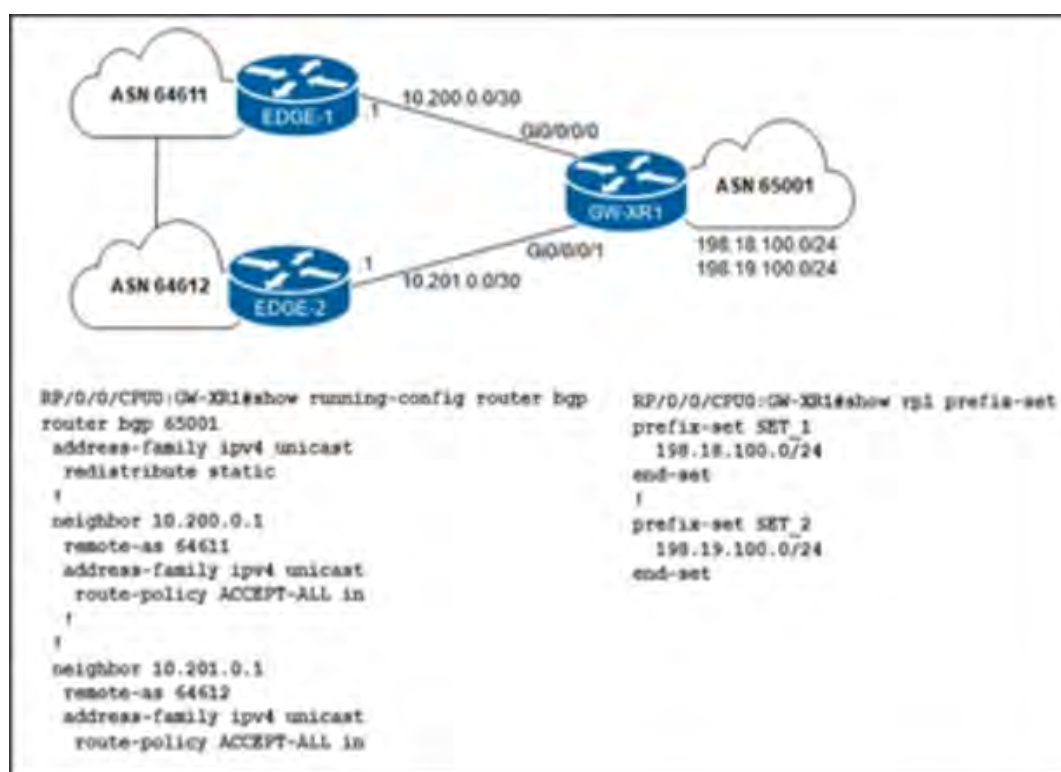 ASN 64611
EDGE-1
.1
10.200.0.0/30
Gi0/0/0/0
GW-XR1
ASN 65001
198.18.100.0/24
198.19.100.0/24
Gi0/0/0/1
ASN 64612
EDGE-2
.1
10.201.0.0/30
RP/0/0/CPU0:GW-XR1#show running-config router bgp
router bgp 65001
address-family ipv4 unicast
redistribute static
!
neighbor 10.200.0.1
remote-as 64611
address-family ipv4 unicast
route-policy ACCEPT-ALL in
!
!
neighbor 10.201.0.1
remote-as 64612
address-family ipv4 unicast
route-policy ACCEPT-ALL in
RP/0/0/CPU0:GW-XR1#show rpl prefix-set
prefix-set SET_1
198.18.100.0/24
end-set
!
prefix-set SET_2
198.19.100.0/24
end-set